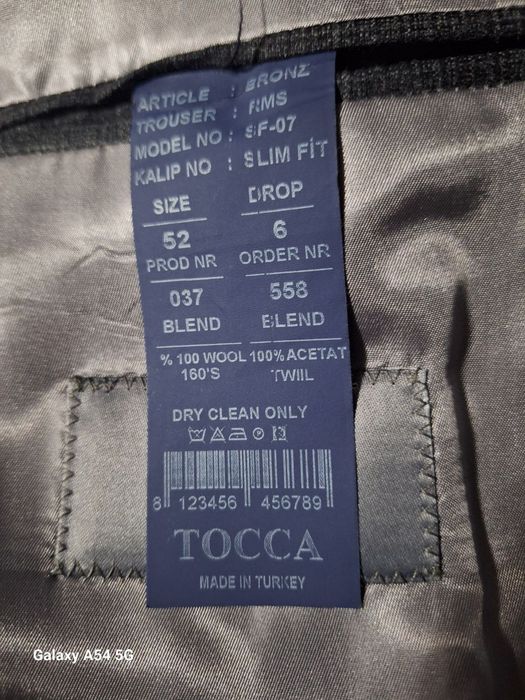 ARTICLE : BRONZ
TROUSER : RMS
MODEL NO : SF-07
KALIP NO : SLIM FİT
SIZE DROP
52 6
PROD NR ORDER NR
037 558
BLEND BLEND
% 100 WOOL 100% ACETAT
160'S TWIIL
DRY CLEAN ONLY
8 123456 456789
TOCCA
MADE IN TURKEY
Galaxy A54 5G